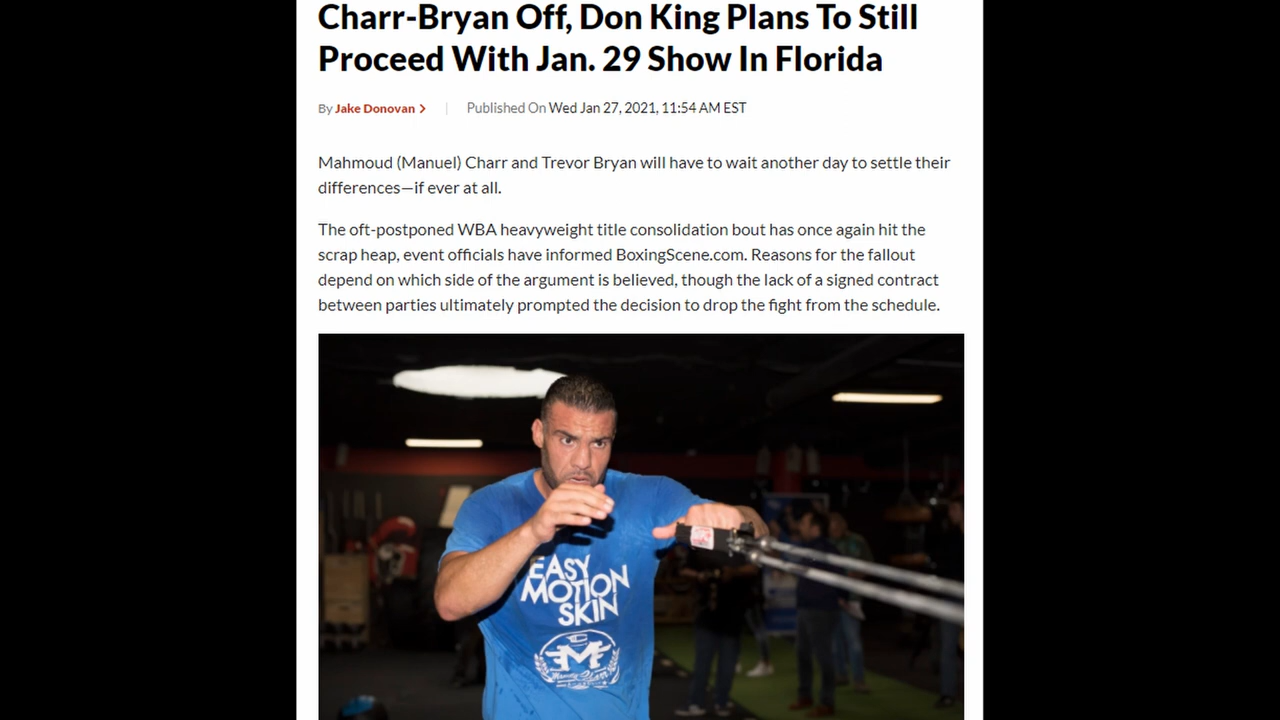 Charr-Bryan Off, Don King Plans To Still
Proceed With Jan. 29 Show In Florida
By Jake Donovan > | Published On Wed Jan 27, 2021, 11:54 AM EST
Mahmoud (Manuel) Charr and Trevor Bryan will have to wait another day to settle their
differences—if ever at all.
The oft-postponed WBA heavyweight title consolidation bout has once again hit the
scrap heap, event officials have informed BoxingScene.com. Reasons for the fallout
depend on which side of the argument is believed, though the lack of a signed contract
between parties ultimately prompted the decision to drop the fight from the schedule.
EASY
MOTION
SKIN
M